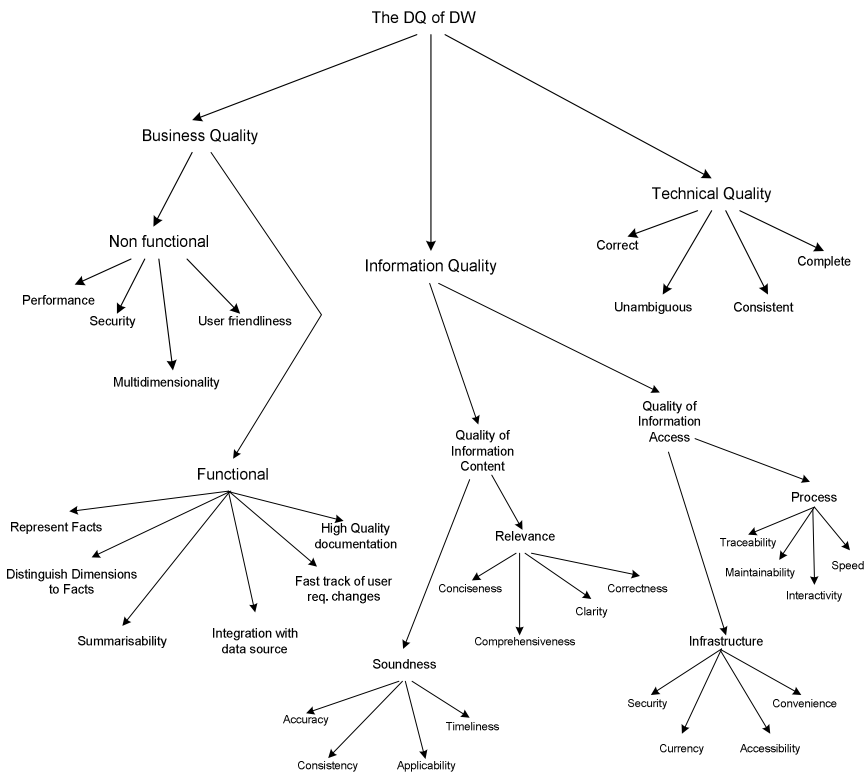 The DQ of DW
Business Quality
Technical Quality
Non functional
Correct
Complete
Information Quality
Performance
Security
User friendliness
Unambiguous
Consistent
Multidimensionality
Quality of
Information
Content
Quality of
Information
Access
Functional
Represent Facts
High Quality
documentation
Relevance
Process
Distinguish Dimensions
to Facts
Fast track of user
req. changes
Traceability
Maintainability
Speed
Interactivity
Conciseness
Correctness
Clarity
Comprehensiveness
Summarisability
Integration with
data source
Infrastructure
Soundness
Security
Convenience
Accuracy
Timeliness
Currency
Accessibility
Consistency
Applicability